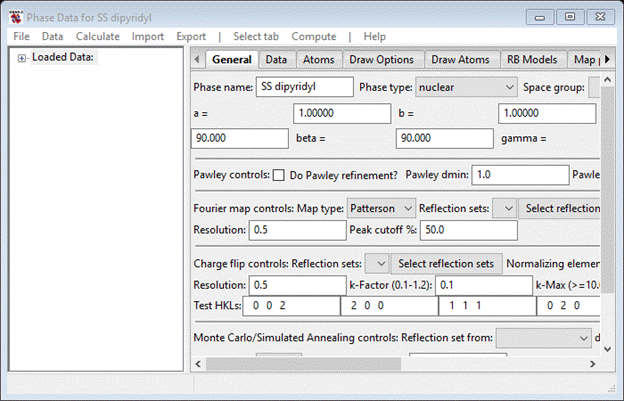 Phase Data for SS dipyridyl
File Data Calculate Import Export | Select tab Compute | Help
Loaded Data:
General Data Atoms Draw Options Draw Atoms RB Models Map
Phase name: SS dipyridyl Phase type: nuclear Space group:
a = 1.00000 b = 1.00000
90.000 beta = 90.000 gamma =
Pawley controls: Do Pawley refinement? Pawley dmin: 1.0 Pawle
Fourier map controls: Map type: Patterson Reflection sets: Select reflection
Resolution: 0.5 Peak cutoff %: 50.0
Charge flip controls: Reflection sets: Select reflection sets Normalizing elemen
Resolution: 0.5 k-Factor (0.1-1.2): 0.1 k-Max (>=10.0
Test HKLs: 0 0 2 2 0 0 1 1 1 0 2 0
Monte Carlo/Simulated Annealing controls: Reflection set from: d